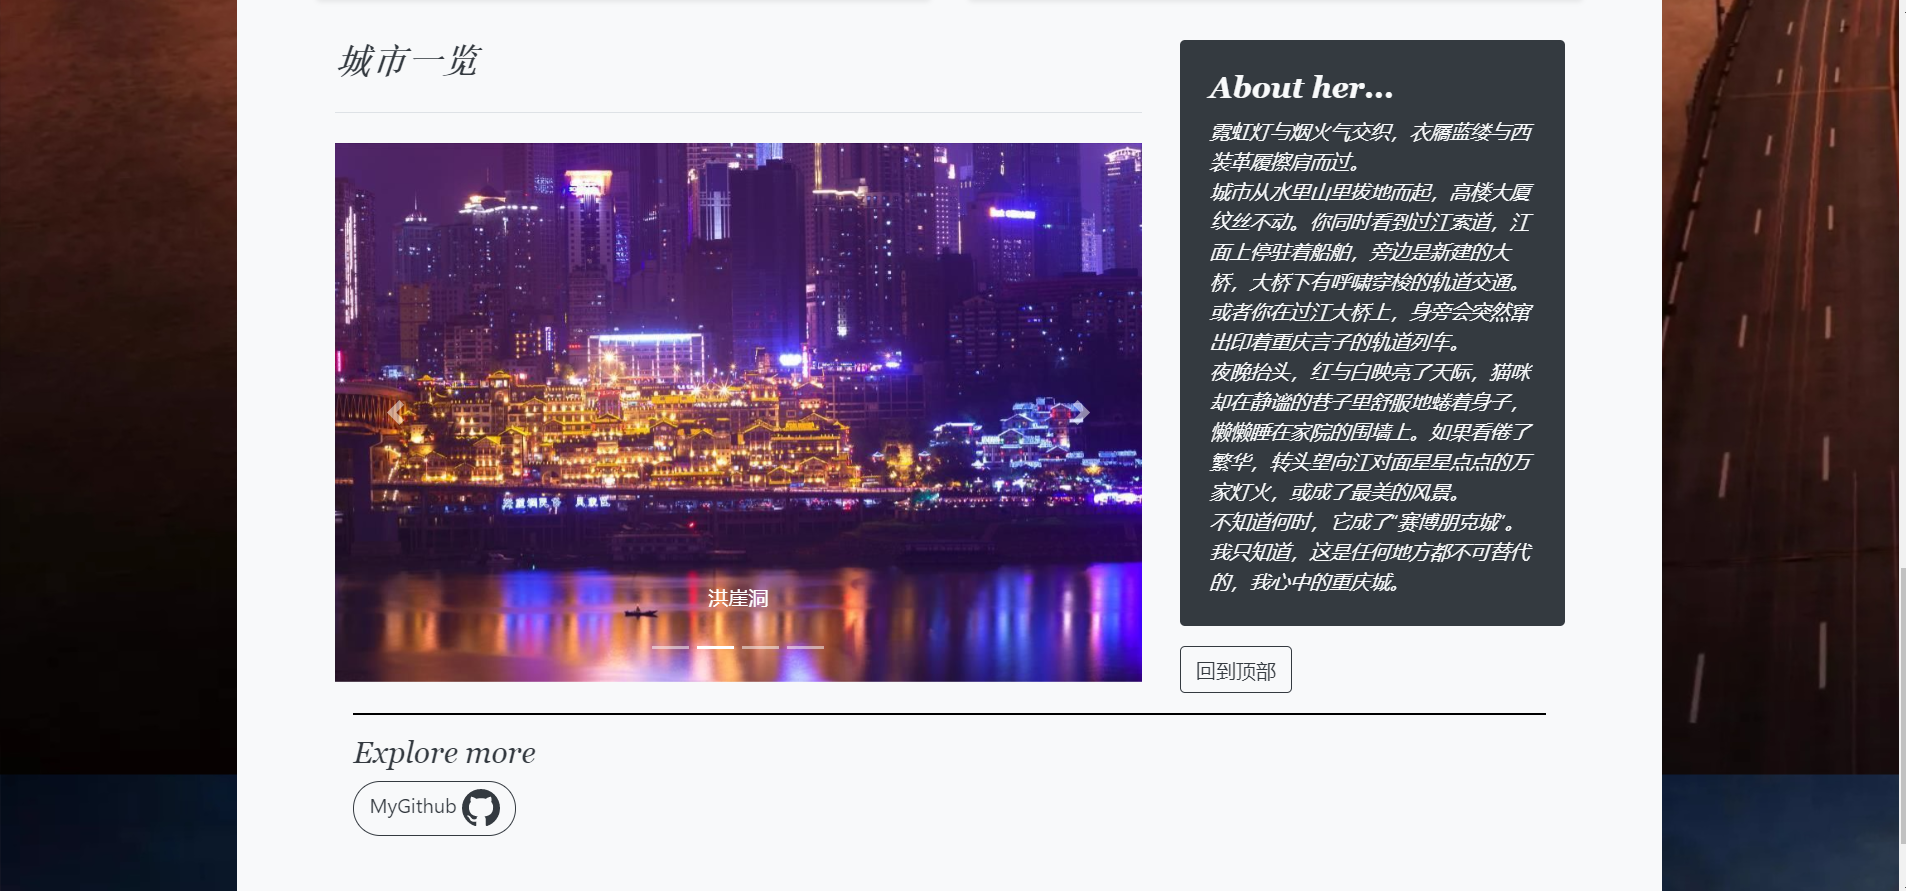 城市一览
洪崖洞
About her...
霓虹灯与烟火气交织，衣屩蓝缕与西
装革履擦肩而过。
城市从水里山里拔地而起，高楼大厦
纹丝不动。你同时看到过江索道，江
面上停驻着船舶，旁边是新建的大
桥，大桥下有呼啸穿梭的轨道交通。
或者你在过江大桥上，身旁会突然窜
出印着重庆言子的轨道列车。
夜晚抬头，红与白映亮了天际，猫咪
却在静谧的巷子里舒服地蜷着身子，
懒懒睡在家院的围墙上。如果看倦了
繁华，转头望向江对面星星点点的万
家灯火，或成了最美的风景。
不知道何时，它成了“赛博朋克城”。
我只知道，这是任何地方都不可替代
的，我心中的重庆城。
回到顶部
Explore more
MyGithub